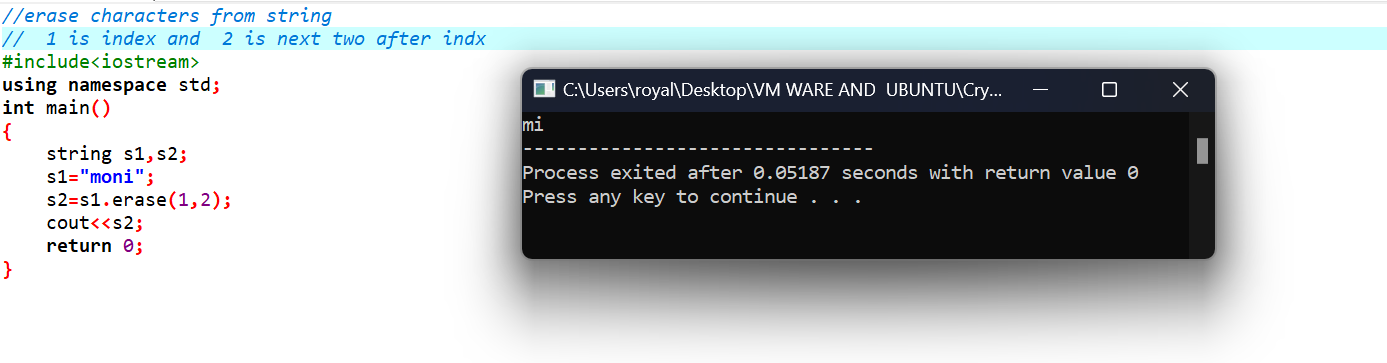 //erase characters from string
//  1 is index and  2 is next two after indx
#include<iostream>
using namespace std;
int main()
{
    string s1,s2;
    s1="moni";
    s2=s1.erase(1,2);
    cout<<s2;
    return 0;
}
C:\Users\royal\Desktop\VM WARE AND  UBUNTU\Cry...
mi
--------------------------------
Process exited after 0.05187 seconds with return value 0
Press any key to continue . . .